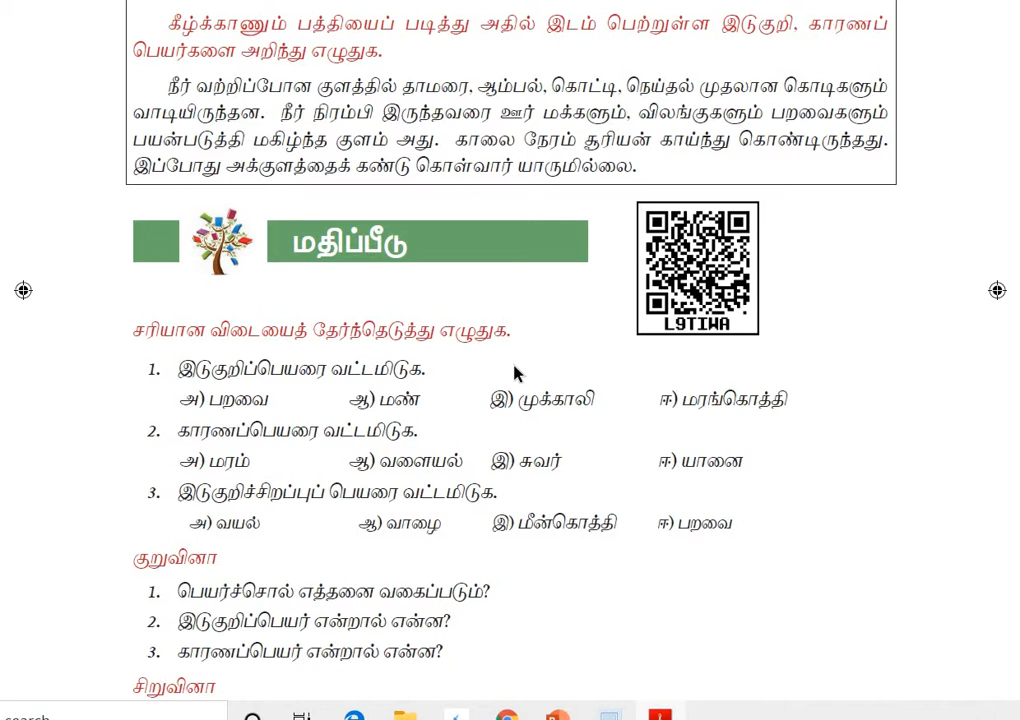 கீழ்க்காணும் பத்தியைப் படித்து அதில் இடம் பெற்றுள்ள இடுகுறி, காரணப்
பெயர்களை அறிந்து எழுதுக.
நீர் வற்றிப்போன குளத்தில் தாமரை, ஆம்பல், கொட்டி, நெய்தல் முதலான கொடிகளும்
வாடியிருந்தன. நீர் நிரம்பி இருந்தவரை ஊர் மக்களும், விலங்குகளும் பறவைகளும்
பயன்படுத்தி மகிழ்ந்த குளம் அது. காலை நேரம் சூரியன் காய்ந்து கொண்டிருந்தது.
இப்போது அக்குளத்தைக் கண்டு கொள்வார் யாருமில்லை.
மதிப்பீடு
L9TIWA
சரியான விடையைத் தேர்ந்தெடுத்து எழுதுக.
1. இடுகுறிப்பெயரை வட்டமிடுக.
அ) பறவை ஆ) மண் இ) முக்காலி ஈ) மரங்கொத்தி
2. காரணப்பெயரை வட்டமிடுக.
அ) மரம் ஆ) வளையல் இ) சுவர் ஈ) யானை
3. இடுகுறிச்சிறப்புப் பெயரை வட்டமிடுக.
அ) வயல் ஆ) வாழை இ) மீன்கொத்தி ஈ) பறவை
குறுவினா
1. பெயர்ச்சொல் எத்தனை வகைப்படும்?
2. இடுகுறிப்பெயர் என்றால் என்ன?
3. காரணப்பெயர் என்றால் என்ன?
சிறுவினா
search